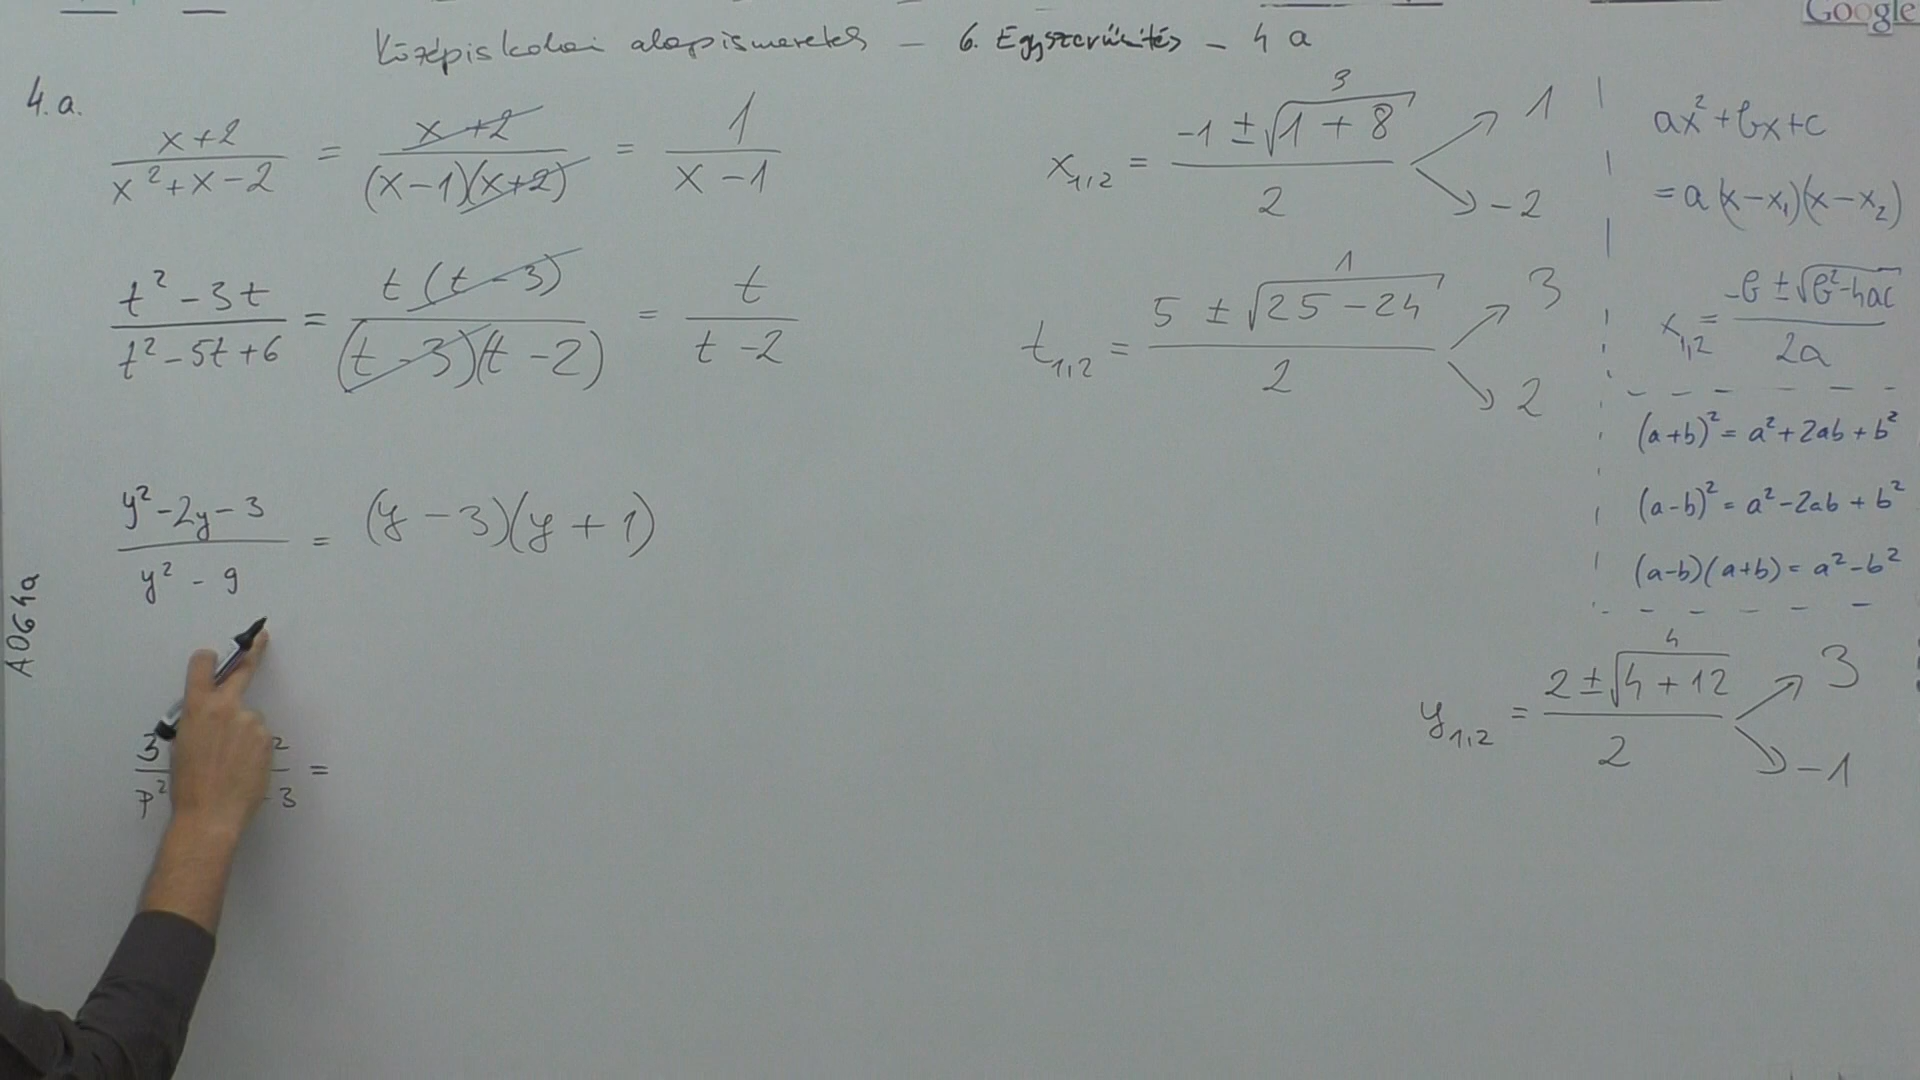 Google
Középiskolai alapismeretek – 6. Egyszerűsítés – 4 a
4.a.
x+2 / x²+x-2 = x+2 / (x-1)(x+2) = 1 / x-1
x₁,₂ = -1 ± √1+8 / 2
3
1
-2
t²-3t / t²-5t+6 = t(t-3) / (t-3)(t-2) = t / t-2
t₁,₂ = 5 ± √25-24 / 2
1
3
2
y²-2y-3 / y²-9 = (y-3)(y+1)
3 2 / p² -3 =
A064a
ax²+bx+c
= a(x-x₁)(x-x₂)
x₁,₂ = -b ± √b²-4ac / 2a
(a+b)² = a²+2ab+b²
(a-b)² = a²-2ab+b²
(a-b)(a+b) = a²-b²
y₁,₂ = 2 ± √4+12 / 2
4
3
-1